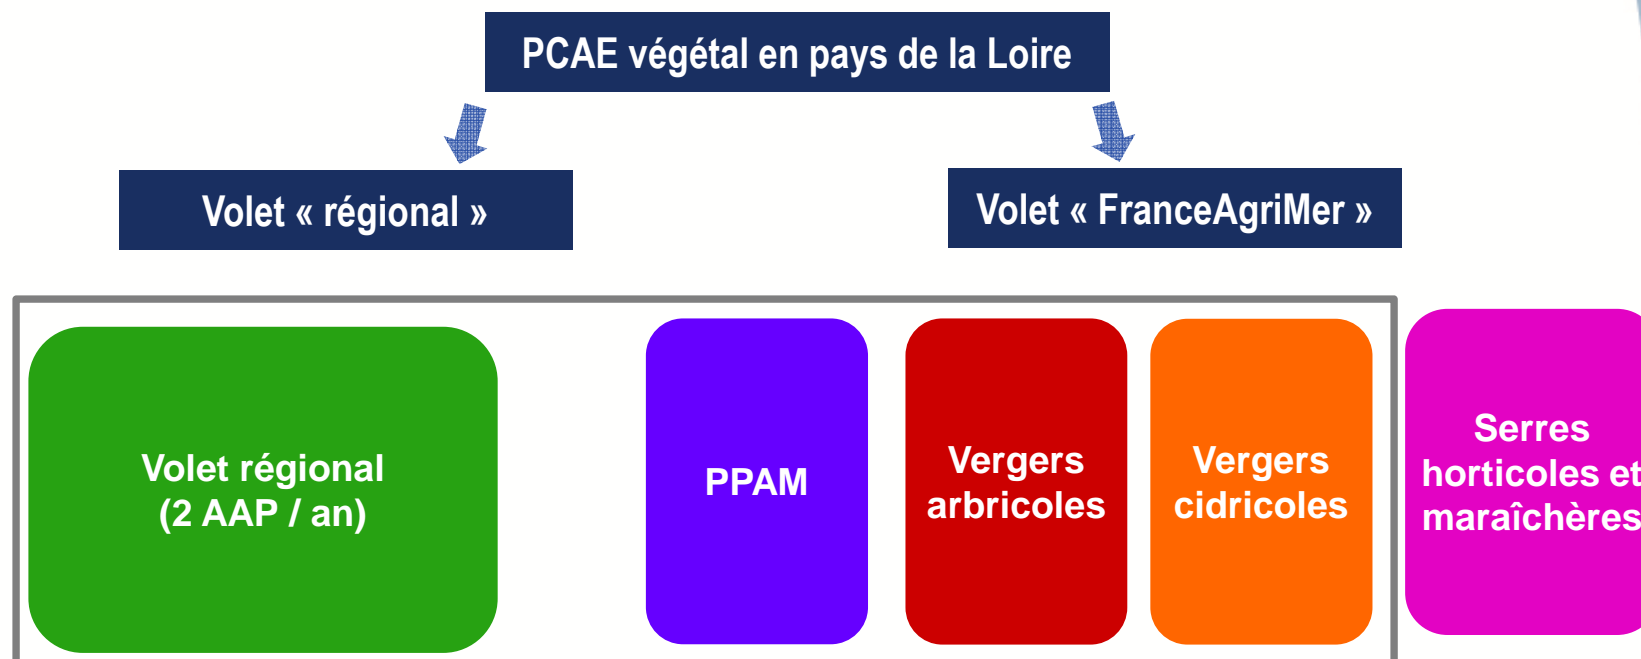 PCAE végétal en pays de la Loire
Volet « régional »
Volet « FranceAgriMer »
Volet régional
(2 AAP / an)
PPAM
Vergers
arbricoles
Vergers
cidricoles
Serres
horticoles et
maraîchères